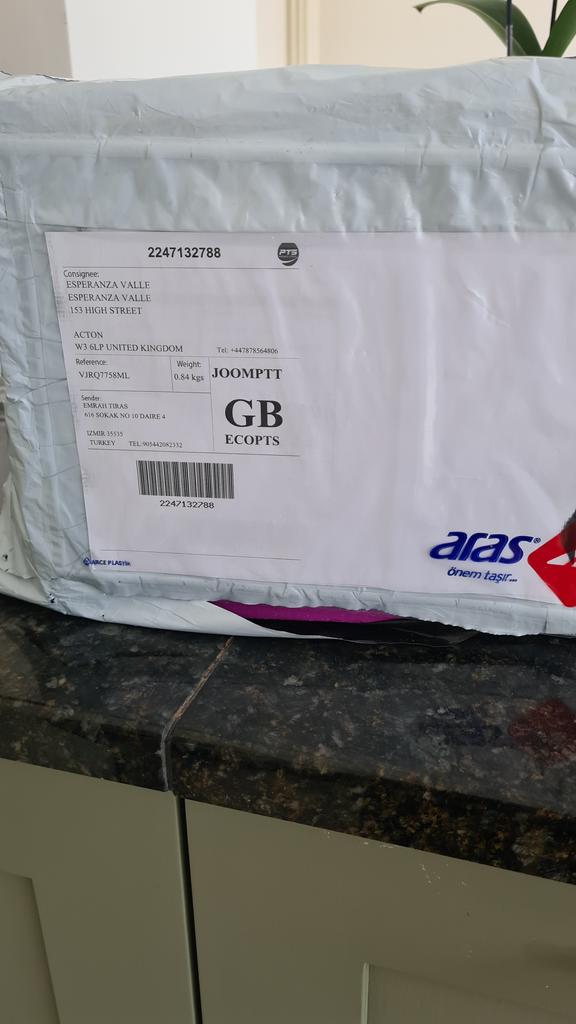 2247132788
PTS
Consignee:
ESPERANZA VALLE
ESPERANZA VALLE
153 HIGH STREET
ACTON
W3 6LP UNITED KINGDOM Tel: +447878564806
Reference: Weight:
VJRQ7758ML 0.84 kgs JOOMPTT
Sender:
EMRAH TIRAS
616 SOKAK NO 10 DAIRE 4
GB
ECOPTS
IZMIR 35535
TURKEY TEL:905442082332
2247132788
ARCE PLASTİK
aras®
önem taşır...